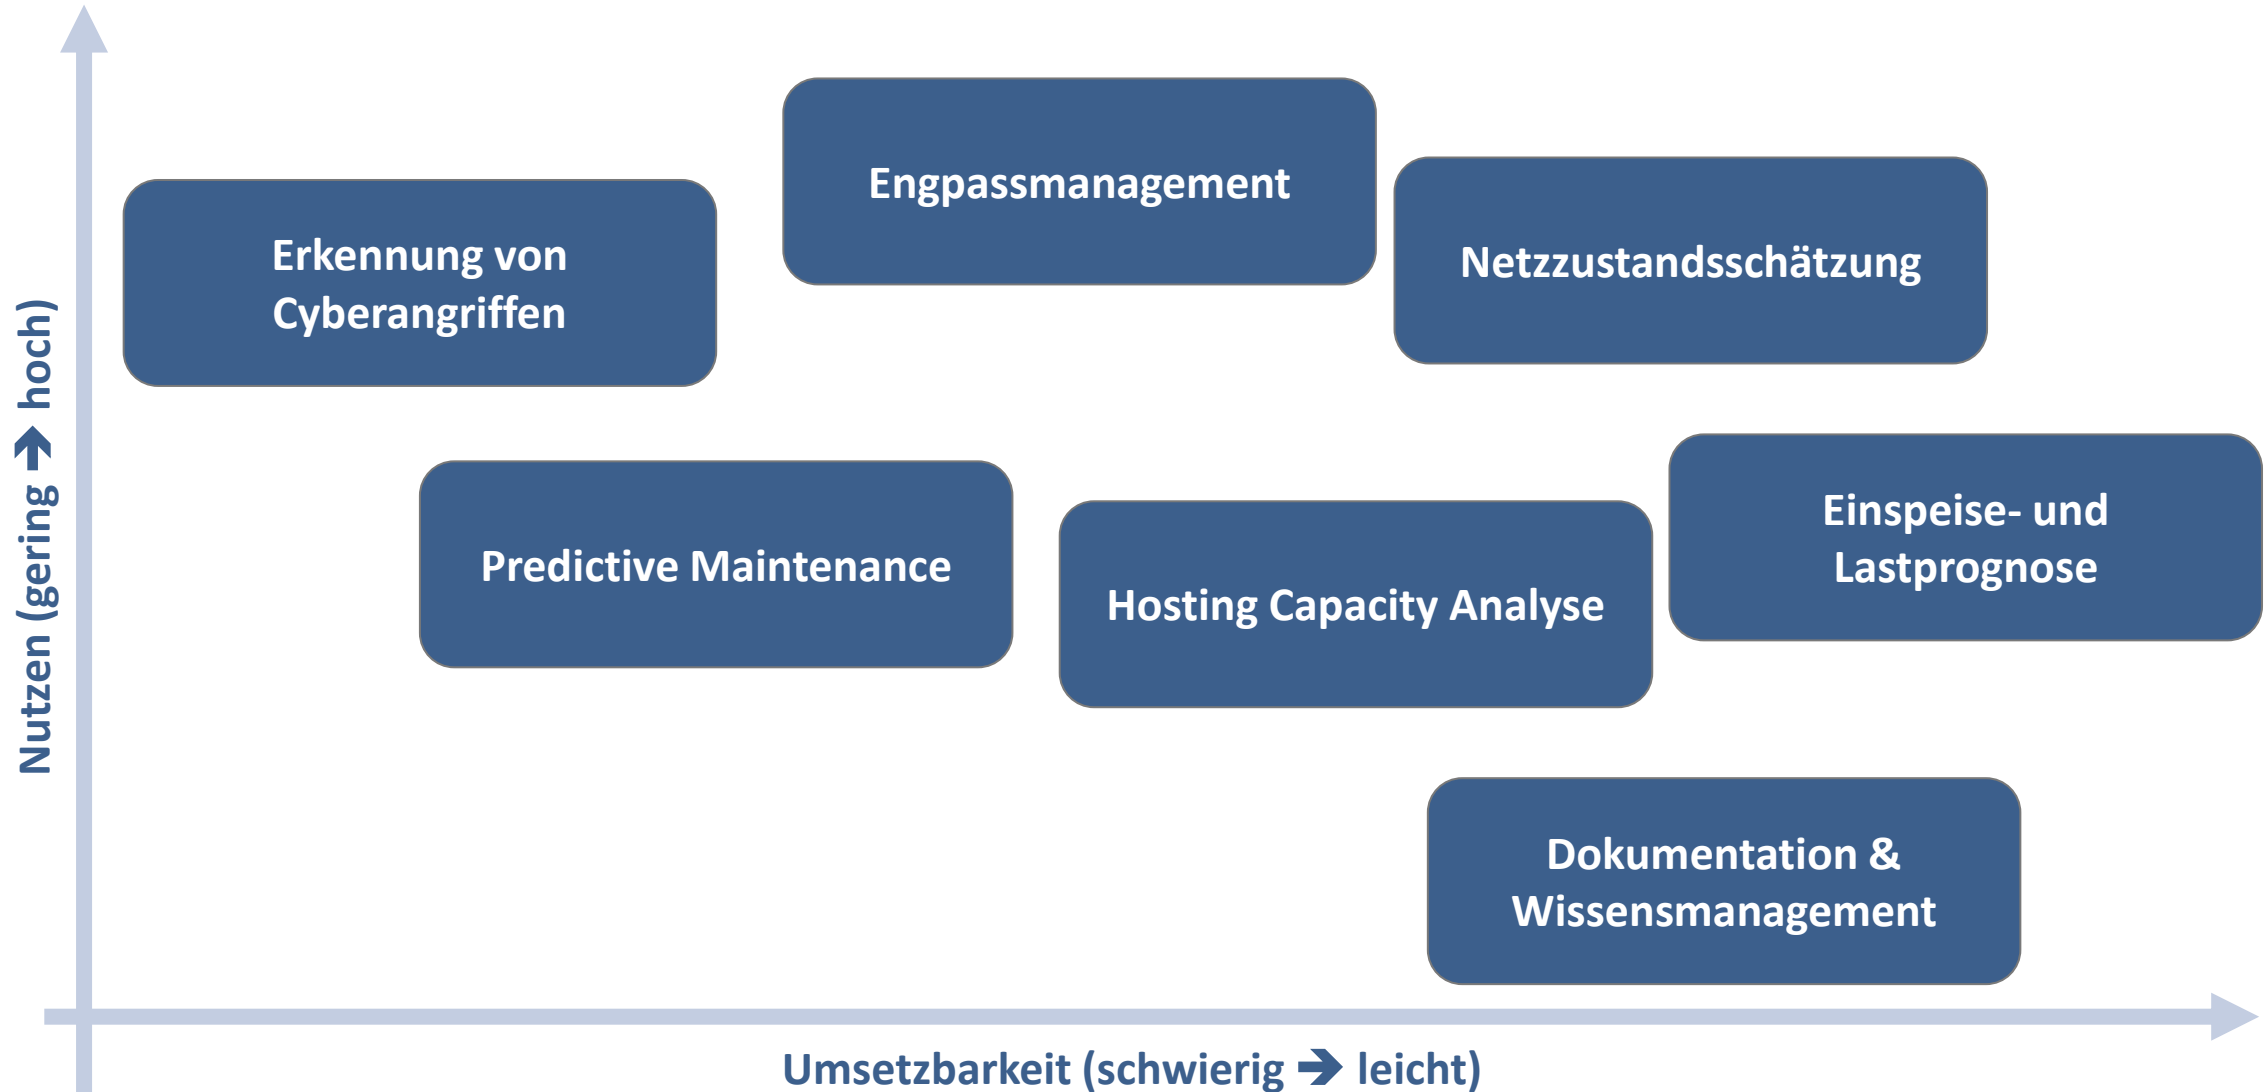 Nutzen (gering ➔ hoch)
Engpassmanagement
Erkennung von
Cyberangriffen
Netzzustandsschätzung
Predictive Maintenance
Hosting Capacity Analyse
Einspeise- und
Lastprognose
Dokumentation &
Wissensmanagement
Umsetzbarkeit (schwierig ➔ leicht)